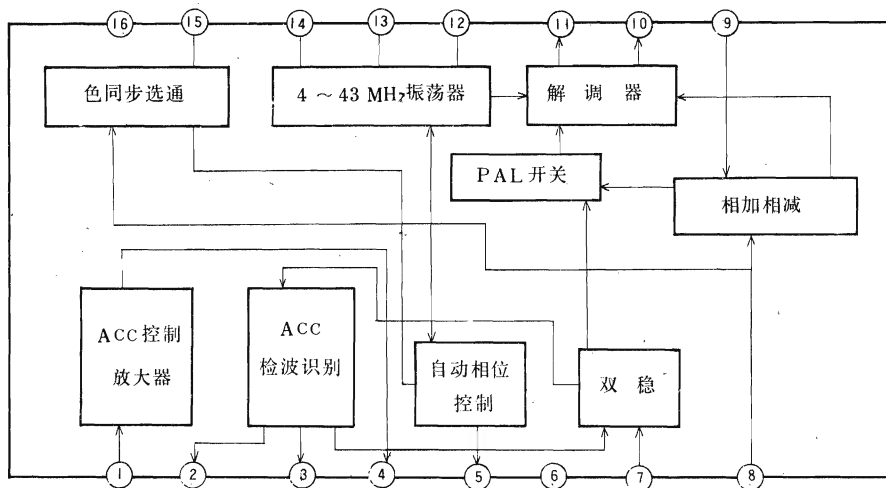 16 15 14 13 12 11 10 9
色同步选通
4～43 MHz振荡器
解 调 器
PAL开关
相加相减
ACC控制
放大器
ACC
检波识别
自动相位
控制
双 稳
1 2 3 4 5 6 7 8